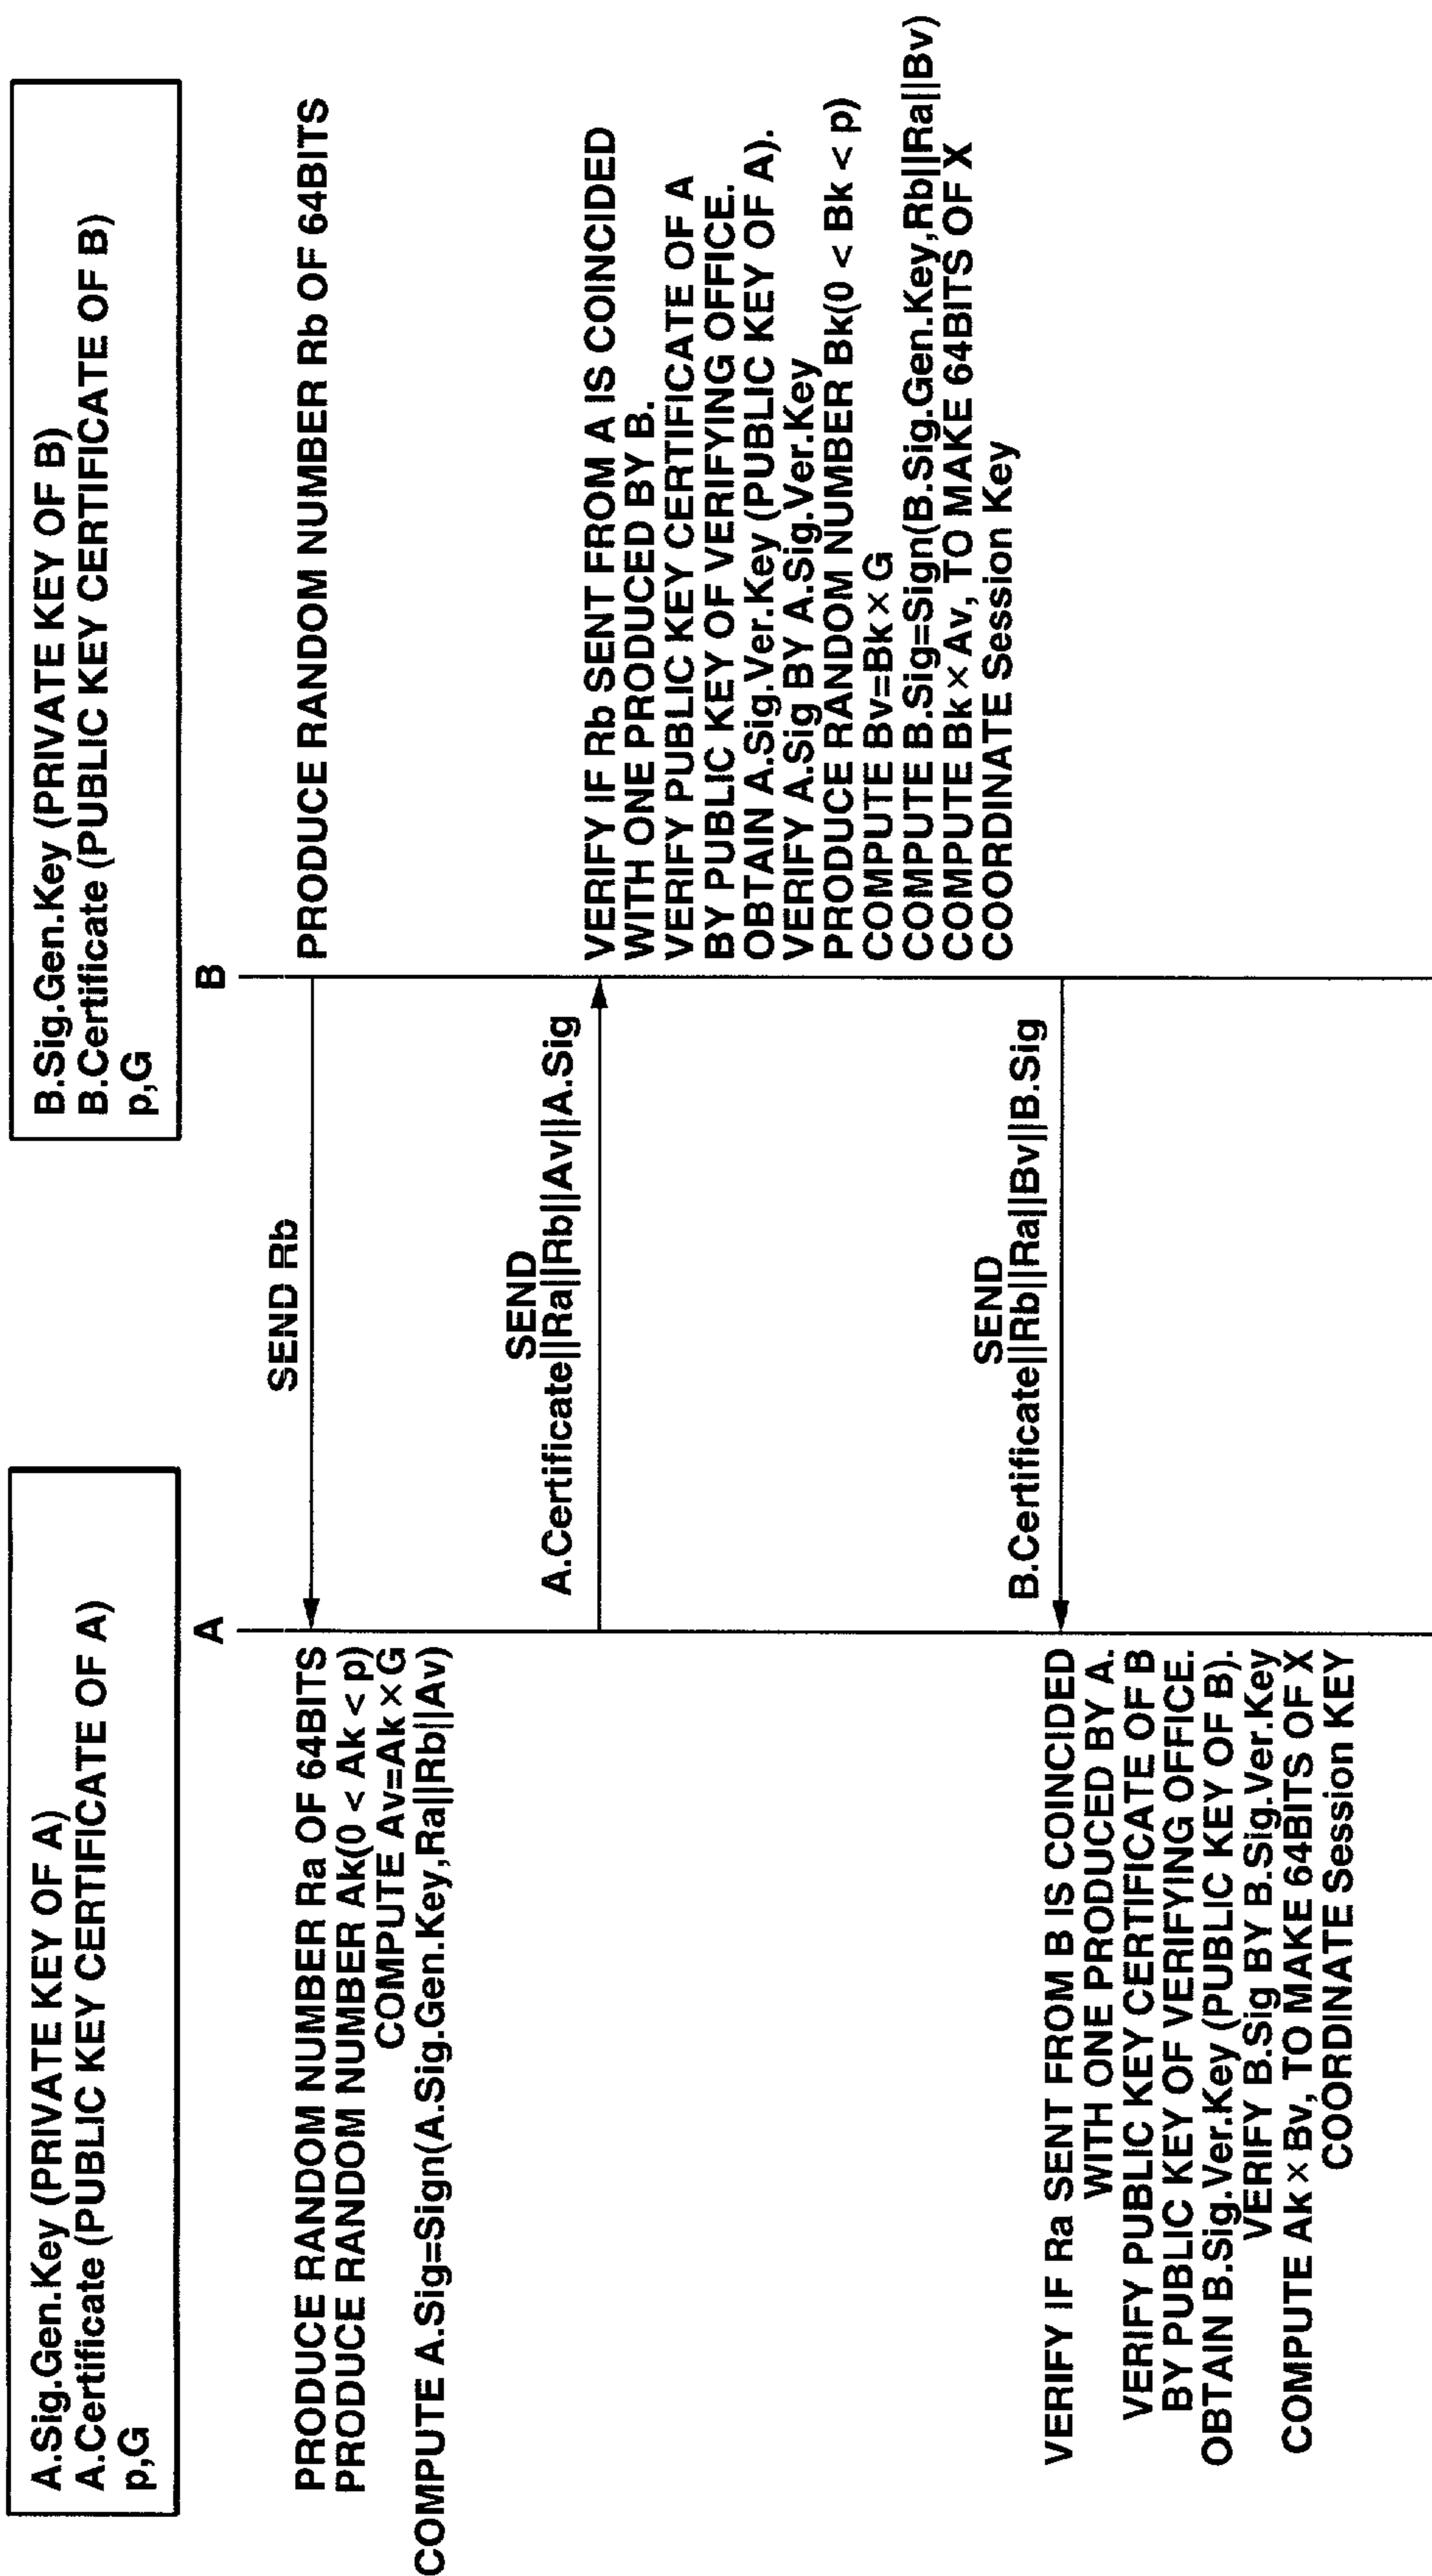 A.Sig.Gen.Key (PRIVATE KEY OF A)
A.Certificate (PUBLIC KEY CERTIFICATE OF A)
p,G
B.Sig.Gen.Key (PRIVATE KEY OF B)
B.Certificate (PUBLIC KEY CERTIFICATE OF B)
p,G
A
B
SEND Rb
PRODUCE RANDOM NUMBER Rb OF 64BITS
PRODUCE RANDOM NUMBER Ra OF 64BITS
PRODUCE RANDOM NUMBER Ak(0 < Ak < p)
COMPUTE Av=Ak × G
COMPUTE A.Sig=Sign(A.Sig.Gen.Key,Ra||Rb||Av)
SEND
A.Certificate||Ra||Rb||Av||A.Sig
VERIFY IF Rb SENT FROM A IS COINCIDED
WITH ONE PRODUCED BY B.
VERIFY PUBLIC KEY CERTIFICATE OF A
BY PUBLIC KEY OF VERIFYING OFFICE.
OBTAIN A.Sig.Ver.Key (PUBLIC KEY OF A).
VERIFY A.Sig BY A.Sig.Ver.Key
PRODUCE RANDOM NUMBER Bk(0 < Bk < p)
COMPUTE Bv=Bk × G
COMPUTE B.Sig=Sign(B.Sig.Gen.Key,Rb||Ra||Bv)
COMPUTE Bk × Av, TO MAKE 64BITS OF X
COORDINATE Session Key
SEND
B.Certificate||Rb||Ra||Bv||B.Sig
VERIFY IF Ra SENT FROM B IS COINCIDED
WITH ONE PRODUCED BY A.
VERIFY PUBLIC KEY CERTIFICATE OF B
BY PUBLIC KEY OF VERIFYING OFFICE.
OBTAIN B.Sig.Ver.Key (PUBLIC KEY OF B).
VERIFY B.Sig BY B.Sig.Ver.Key
COMPUTE Ak × Bv, TO MAKE 64BITS OF X
COORDINATE Session KEY